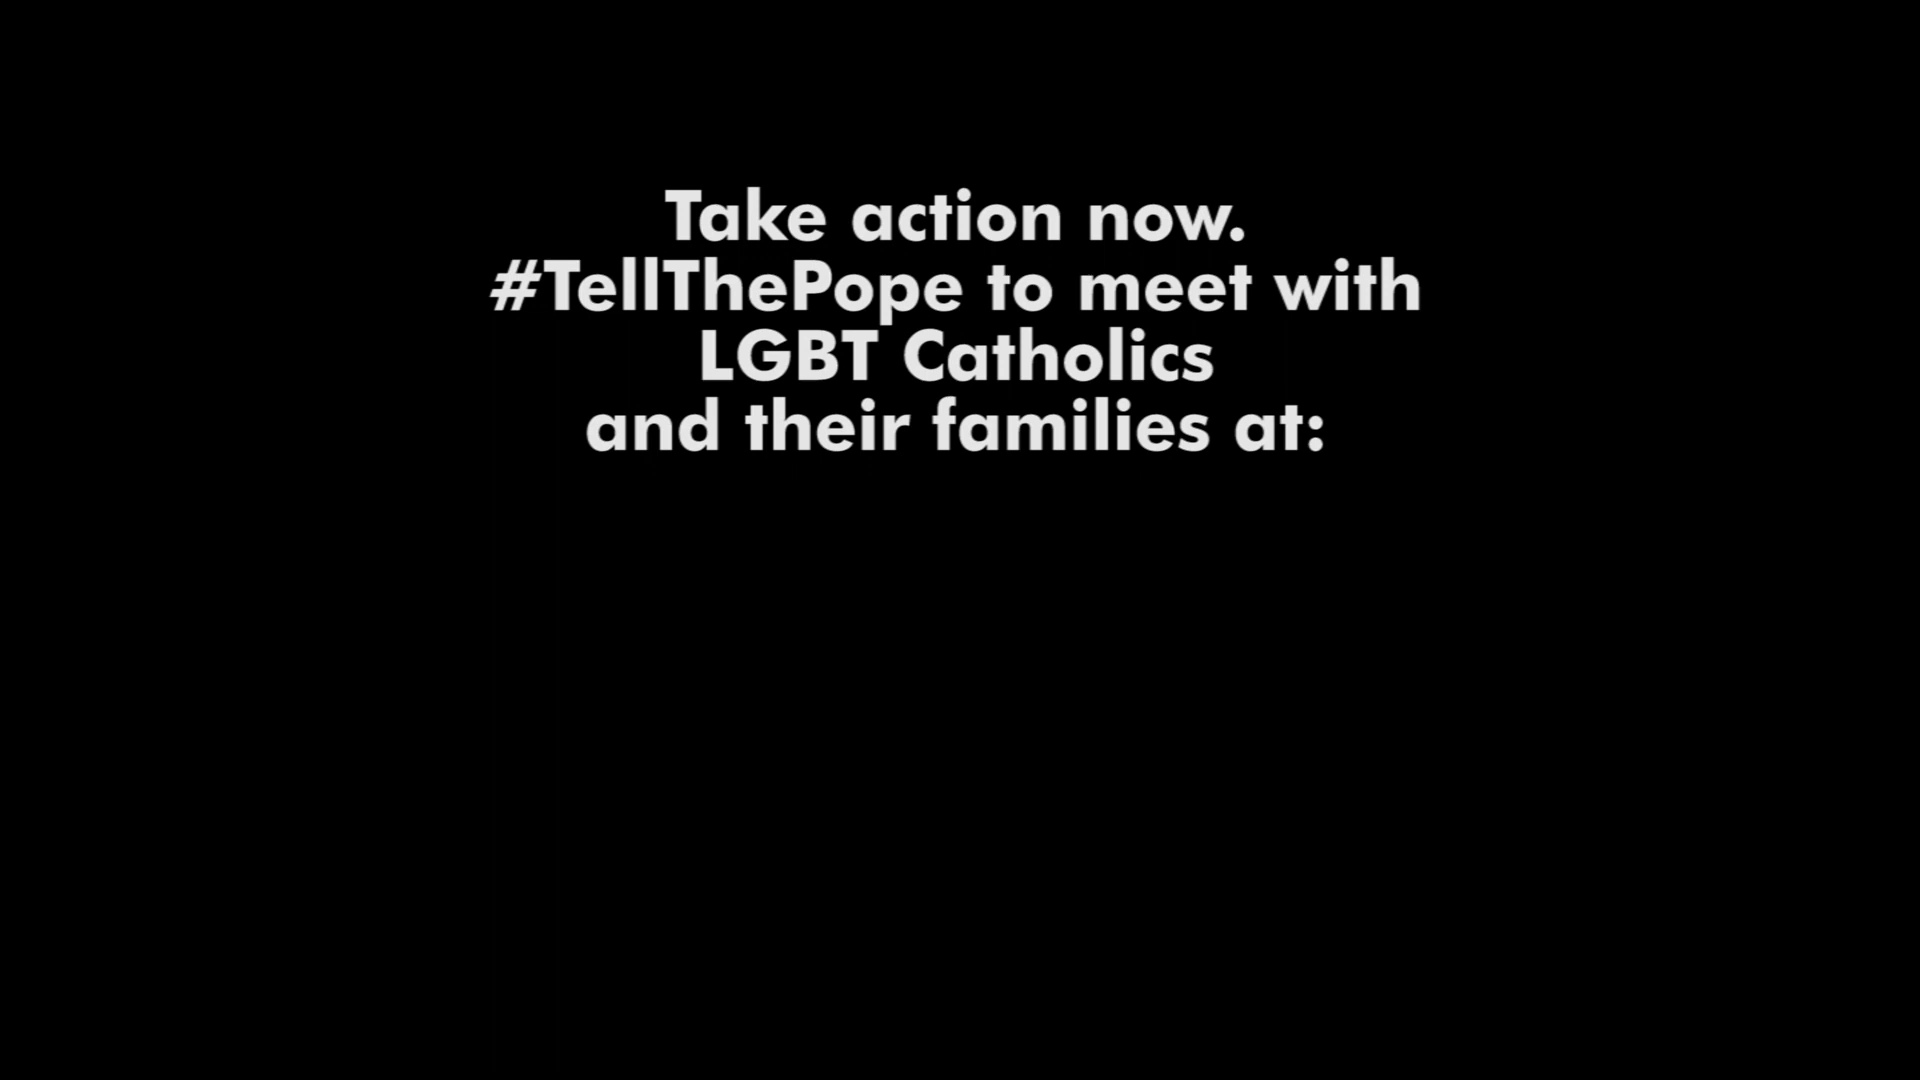 Take action now.
#TellThePope to meet with
LGBT Catholics
and their families at: